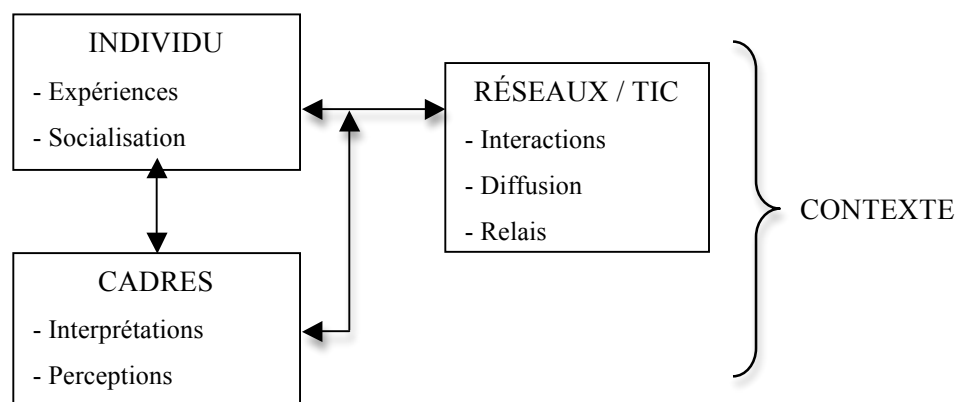 INDIVIDU
- Expériences
- Socialisation
RÉSEAUX / TIC
- Interactions
- Diffusion
- Relais
CONTEXTE
CADRES
- Interprétations
- Perceptions